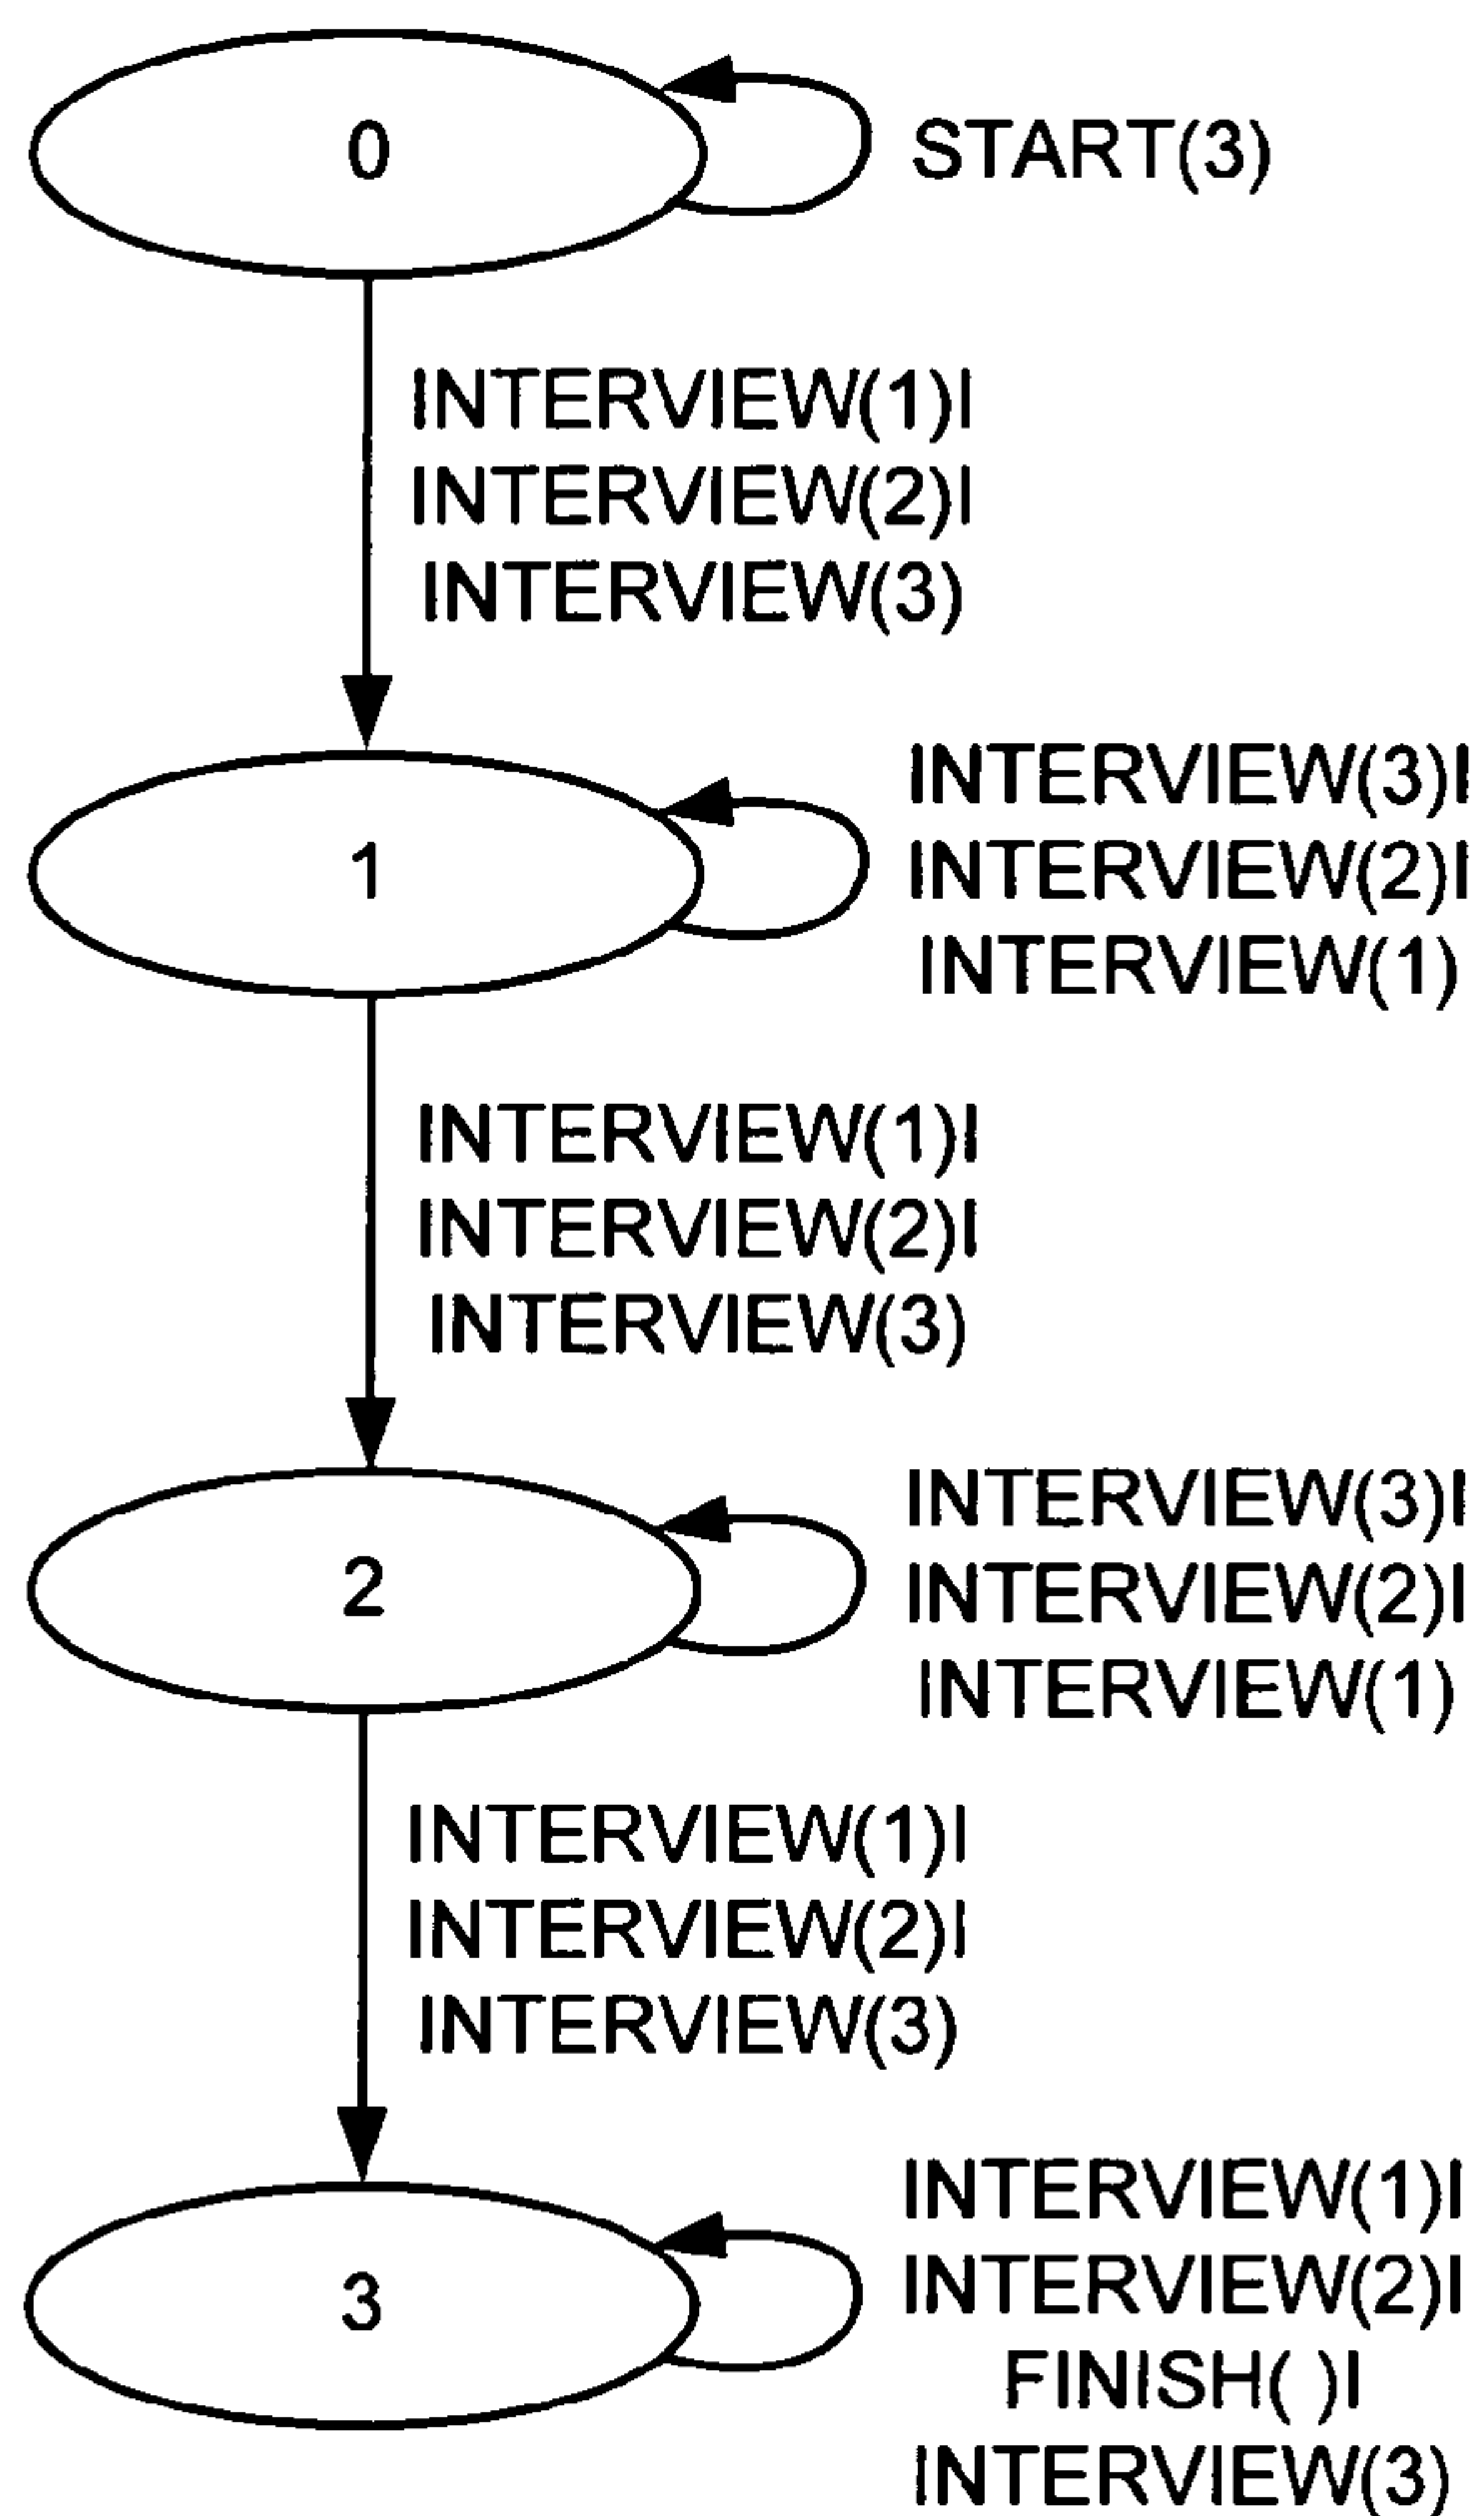 0
START(3)
INTERVIEW(1)|
INTERVIEW(2)|
INTERVIEW(3)
1
INTERVIEW(3)|
INTERVIEW(2)|
INTERVIEW(1)
INTERVIEW(1)|
INTERVIEW(2)|
INTERVIEW(3)
2
INTERVIEW(3)|
INTERVIEW(2)|
INTERVIEW(1)
INTERVIEW(1)|
INTERVIEW(2)|
INTERVIEW(3)
3
INTERVIEW(1)|
INTERVIEW(2)|
FINISH( )|
INTERVIEW(3)